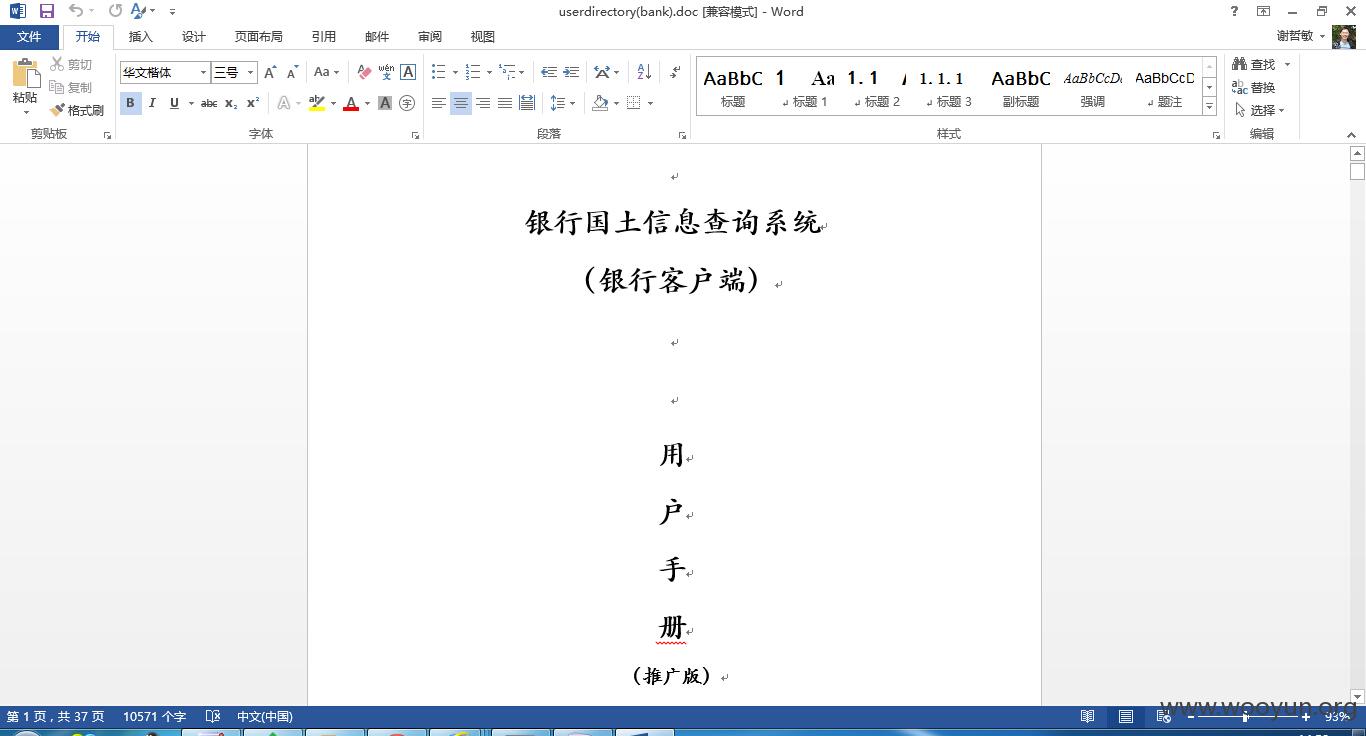 userdirectory(bank).doc [兼容模式] - Word
文件 开始 插入 设计 页面布局 引用 邮件 审阅 视图 谢哲敏
粘贴 剪切 复制 格式刷
华文楷体 三号 Aa wén A
B I U abc x₂ x² A aby A A 字
AaBbC 1 Aa 1. 1 1. 1. 1 AaBbC AaBbCcD AaBbCcD
标题 标题 1 标题 2 标题 3 副标题 强调 题注
查找
替换
选择
剪贴板 字体 段落 样式 编辑
银行国土信息查询系统
（银行客户端）
用
户
手
册
（推广版）
第 1 页，共 37 页 10571 个字 中文(中国) 93%
www.wooyun.org